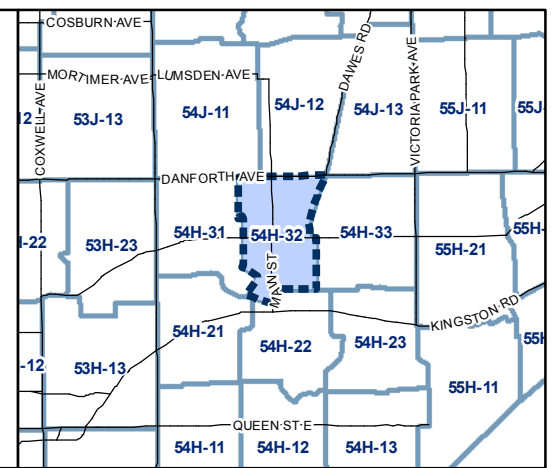 COSBURN AVE
MORTIMER AVE
LUMSDEN AVE
DAWES RD
VICTORIA PARK AVE
COXWELL AVE
12
53J-13
54J-11
54J-12
54J-13
55J-11
55J
DANFORTH AVE
-22
53H-23
54H-31
54H-32
54H-33
55H-21
55H-
MAIN ST
KINGSTON RD
-12
53H-13
54H-21
54H-22
54H-23
55H-11
55H
QUEEN ST E
54H-11
54H-12
54H-13